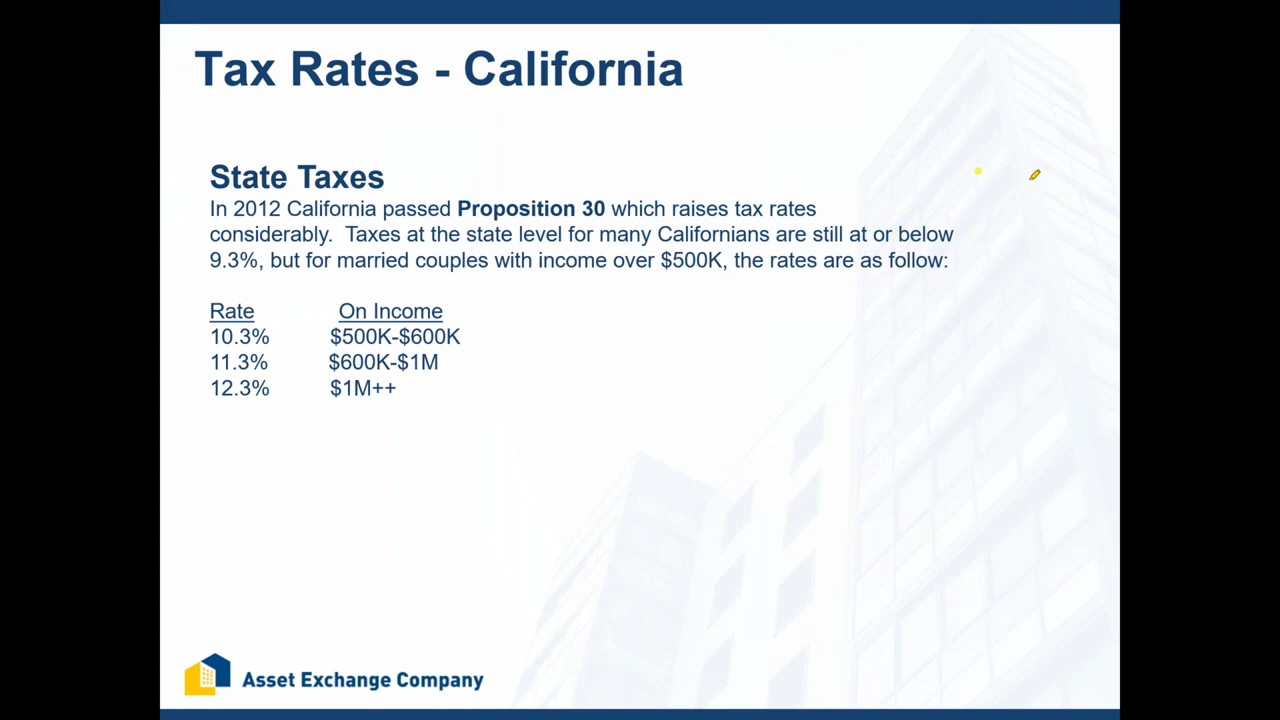 Tax Rates - California
State Taxes
In 2012 California passed Proposition 30 which raises tax rates
considerably.  Taxes at the state level for many Californians are still at or below
9.3%, but for married couples with income over $500K, the rates are as follow:
Rate On Income
10.3% $500K-$600K
11.3% $600K-$1M
12.3% $1M++
Asset Exchange Company